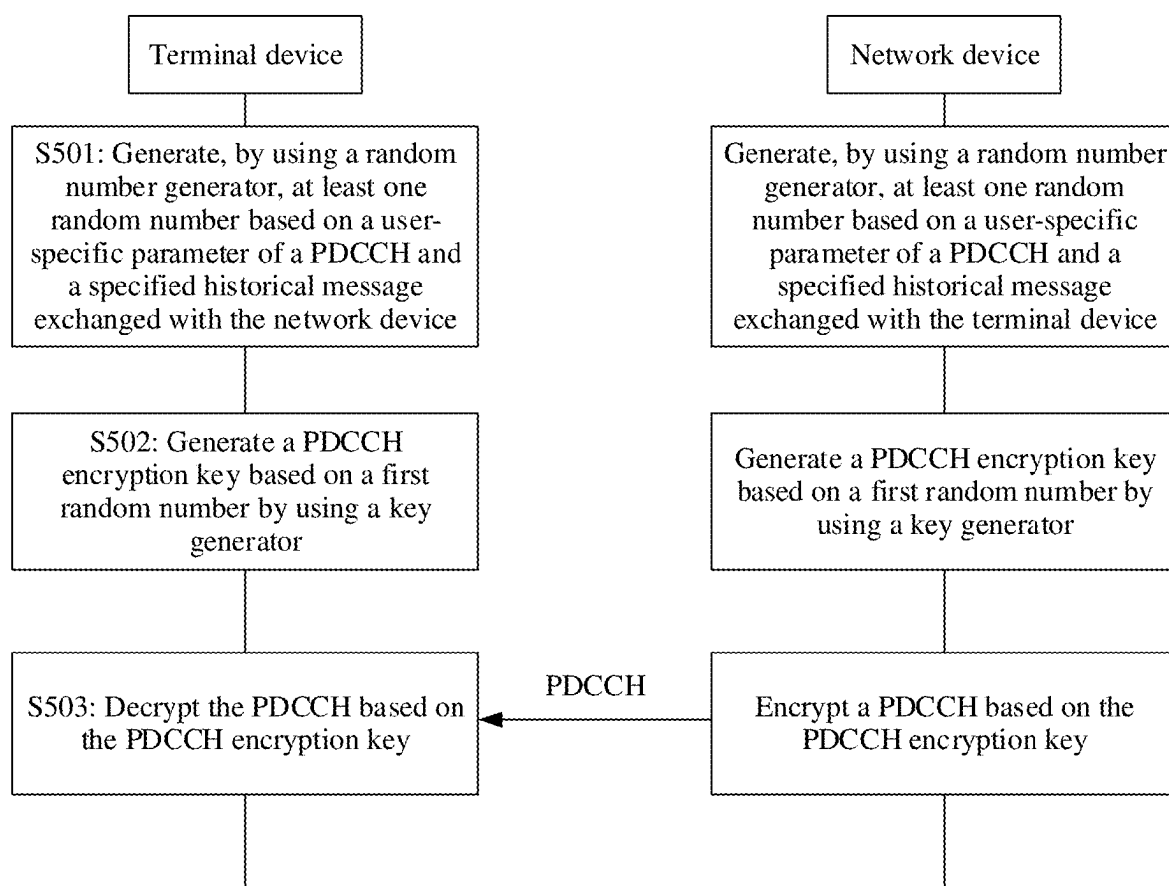 Terminal device
Network device
S501: Generate, by using a random
number generator, at least one
random number based on a user-
specific parameter of a PDCCH and
a specified historical message
exchanged with the network device
Generate, by using a random number
generator, at least one random
number based on a user-specific
parameter of a PDCCH and a
specified historical message
exchanged with the terminal device
S502: Generate a PDCCH
encryption key based on a first
random number by using a key
generator
Generate a PDCCH encryption key
based on a first random number by
using a key generator
S503: Decrypt the PDCCH based on
the PDCCH encryption key
PDCCH
Encrypt a PDCCH based on the
PDCCH encryption key